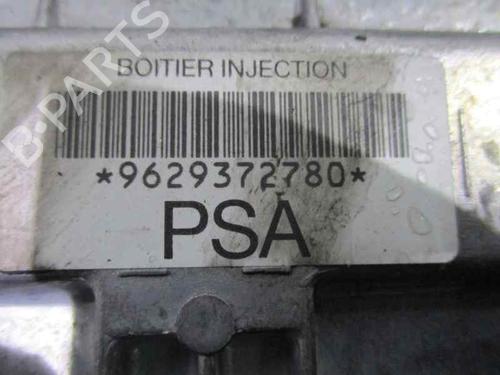 BOITIER INJECTION
*9629372780*
PSA
B-PARTS